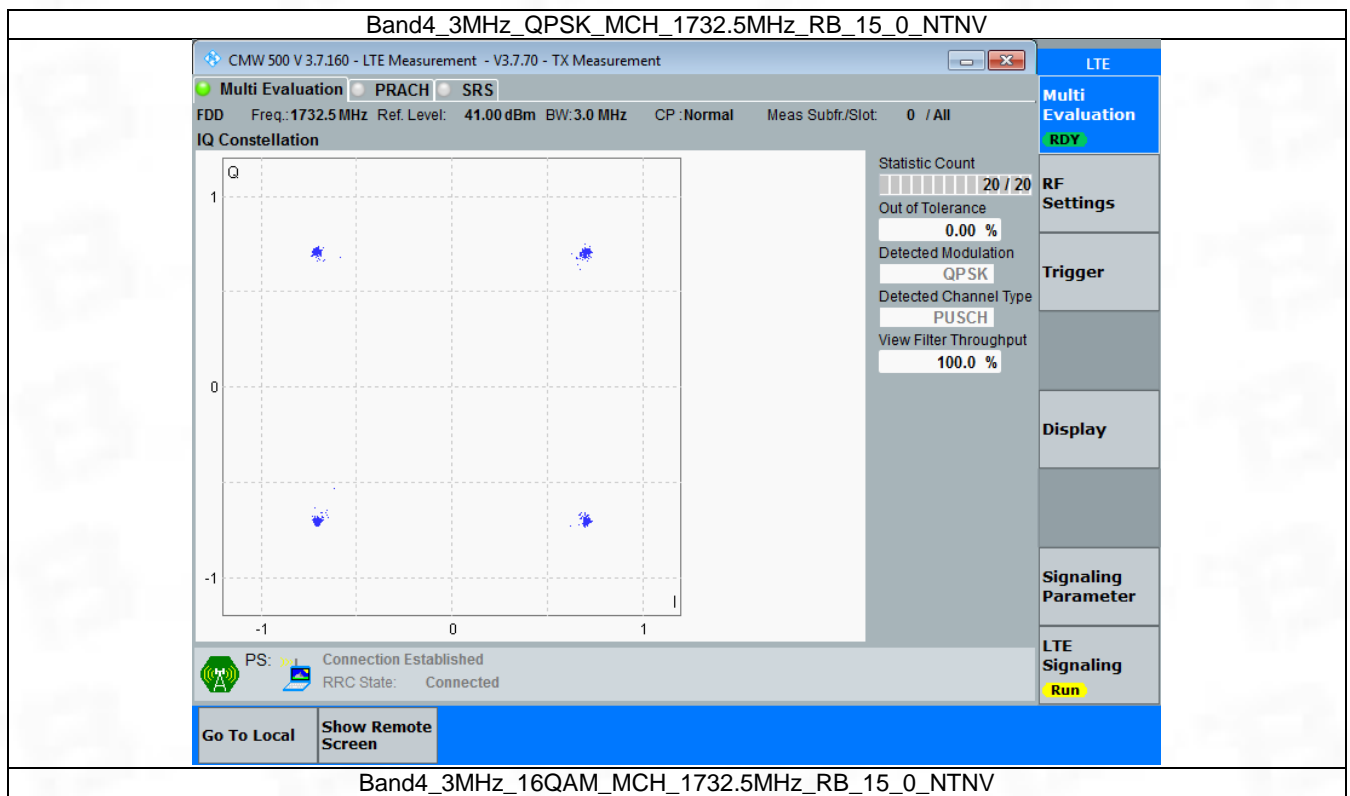 Band4_3MHz_QPSK_MCH_1732.5MHz_RB_15_0_NTNV
CMW 500 V 3.7.160 - LTE Measurement - V3.7.70 - TX Measurement
LTE
Multi Evaluation PRACH SRS
FDD Freq.: 1732.5 MHz Ref. Level: 41.00 dBm BW: 3.0 MHz CP : Normal Meas Subfr./Slot: 0 / All
IQ Constellation
Q
1
0
-1
I
-1 0 1
Statistic Count
20 / 20
Out of Tolerance
0.00 %
Detected Modulation
QPSK
Detected Channel Type
PUSCH
View Filter Throughput
100.0 %
Multi
Evaluation
RDY
RF
Settings
Trigger
Display
Signaling
Parameter
LTE
Signaling
Run
PS: Connection Established
RRC State: Connected
Go To Local
Show Remote
Screen
Band4_3MHz_16QAM_MCH_1732.5MHz_RB_15_0_NTNV